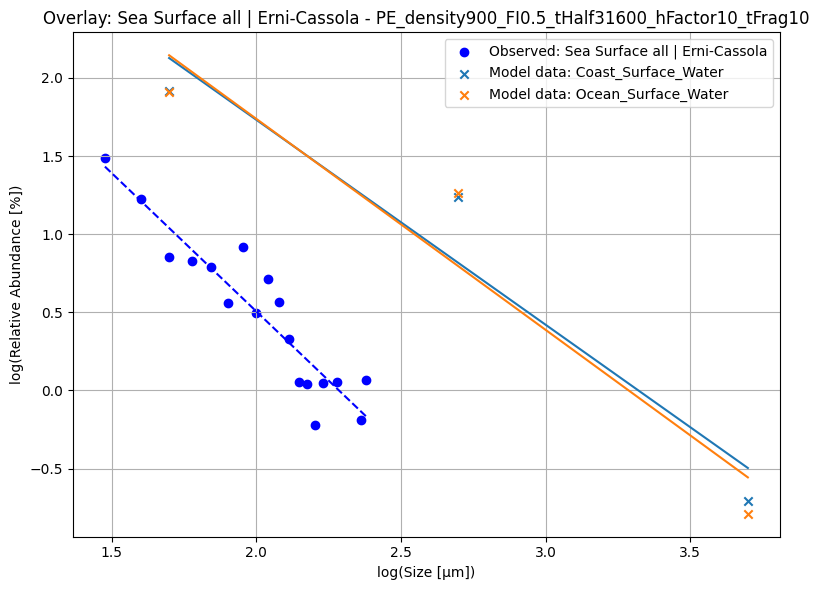 Overlay: Sea Surface all | Erni-Cassola - PE_density900_FI0.5_tHalf31600_hFactor10_tFrag10
Observed: Sea Surface all | Erni-Cassola
Model data: Coast_Surface_Water
Model data: Ocean_Surface_Water
log(Relative Abundance [%])
2.0
1.5
1.0
0.5
0.0
−0.5
1.5
2.0
2.5
3.0
3.5
log(Size [µm])